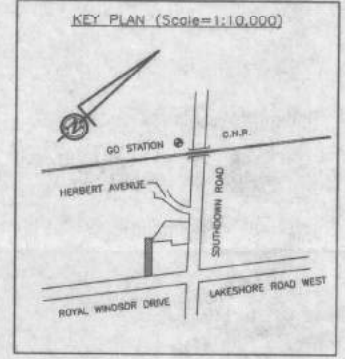 KEY PLAN (Scale=1:10,000)
GO STATION
C.N.R.
HERBERT AVENUE
SOUTHDOWN ROAD
ROYAL WINDSOR DRIVE
LAKESHORE ROAD WEST